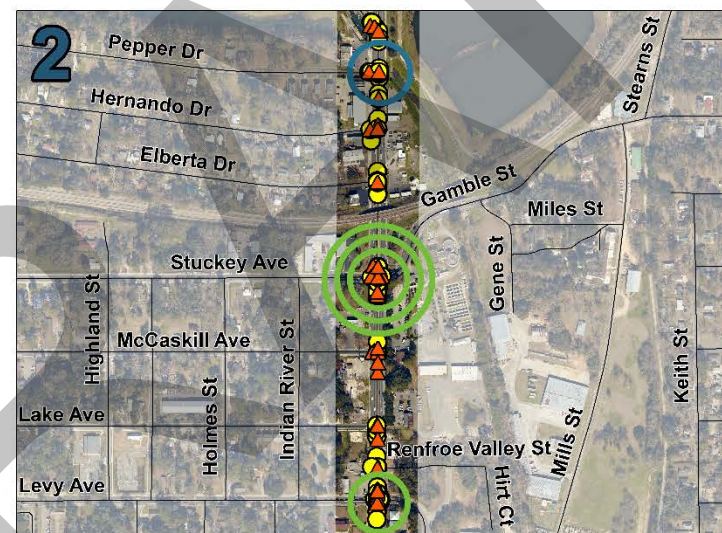 2
Pepper Dr
Hernando Dr
Elberta Dr
Stearns St
Gamble St
Miles St
Stuckey Ave
Gene St
Highland St
McCaskill Ave
Indian River St
Keith St
Holmes St
Lake Ave
Renfroe Valley St
Mills St
Levy Ave
Hirt Ct